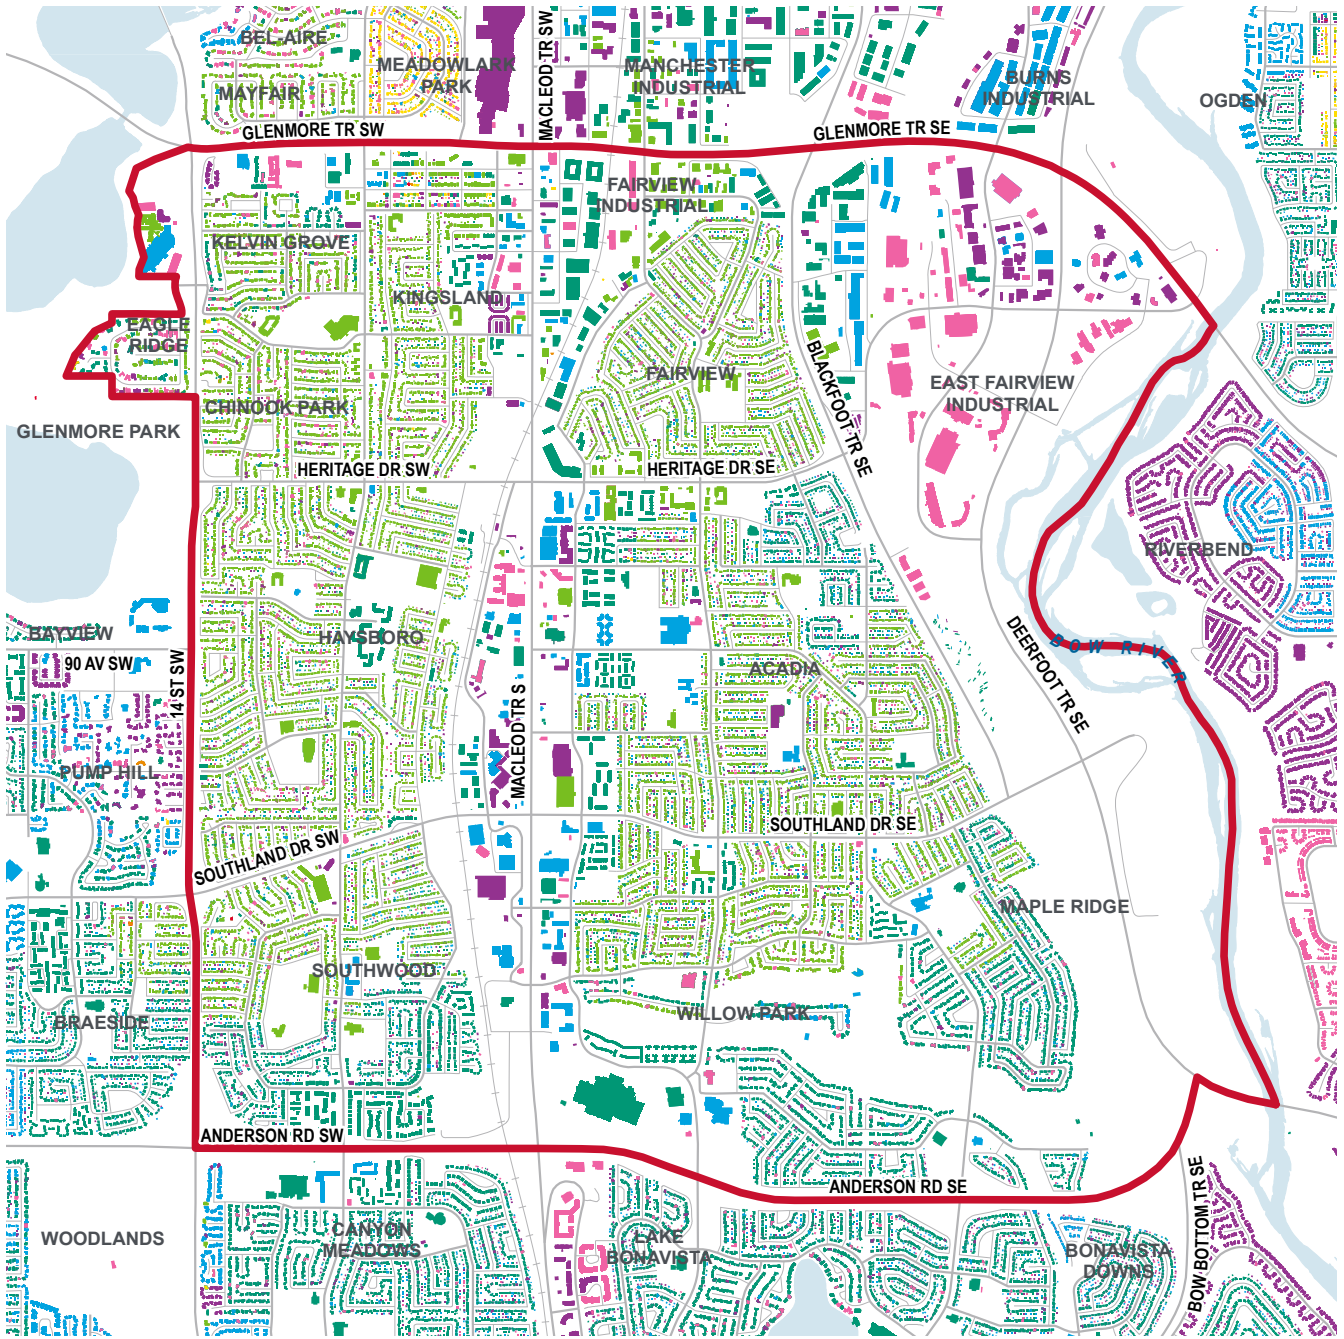 BEL-AIRE
MEADOWLARK
PARK
MAYFAIR
MACLEOD TR SW
MANCHESTER
INDUSTRIAL
BURNS
INDUSTRIAL
OGDEN
GLENMORE TR SW
GLENMORE TR SE
FAIRVIEW
INDUSTRIAL
KELVIN GROVE
KINGSLAND
EAGLE
RIDGE
FAIRVIEW
BLACKFOOT TR SE
EAST FAIRVIEW
INDUSTRIAL
CHINOOK PARK
GLENMORE PARK
HERITAGE DR SW
HERITAGE DR SE
RIVERBEND
BAYVIEW
90 AV SW
14 ST SW
HAYSBORO
ACADIA
DEERFOOT TR SE
BOW RIVER
MACLEOD TR S
PUMP HILL
SOUTHLAND DR SW
SOUTHLAND DR SE
MAPLE RIDGE
SOUTHWOOD
BRAESIDE
WILLOW PARK
ANDERSON RD SW
ANDERSON RD SE
BOW BOTTOM TR SE
WOODLANDS
CANYON
MEADOWS
LAKE
BONAVISTA
BONAVISTA
DOWNS